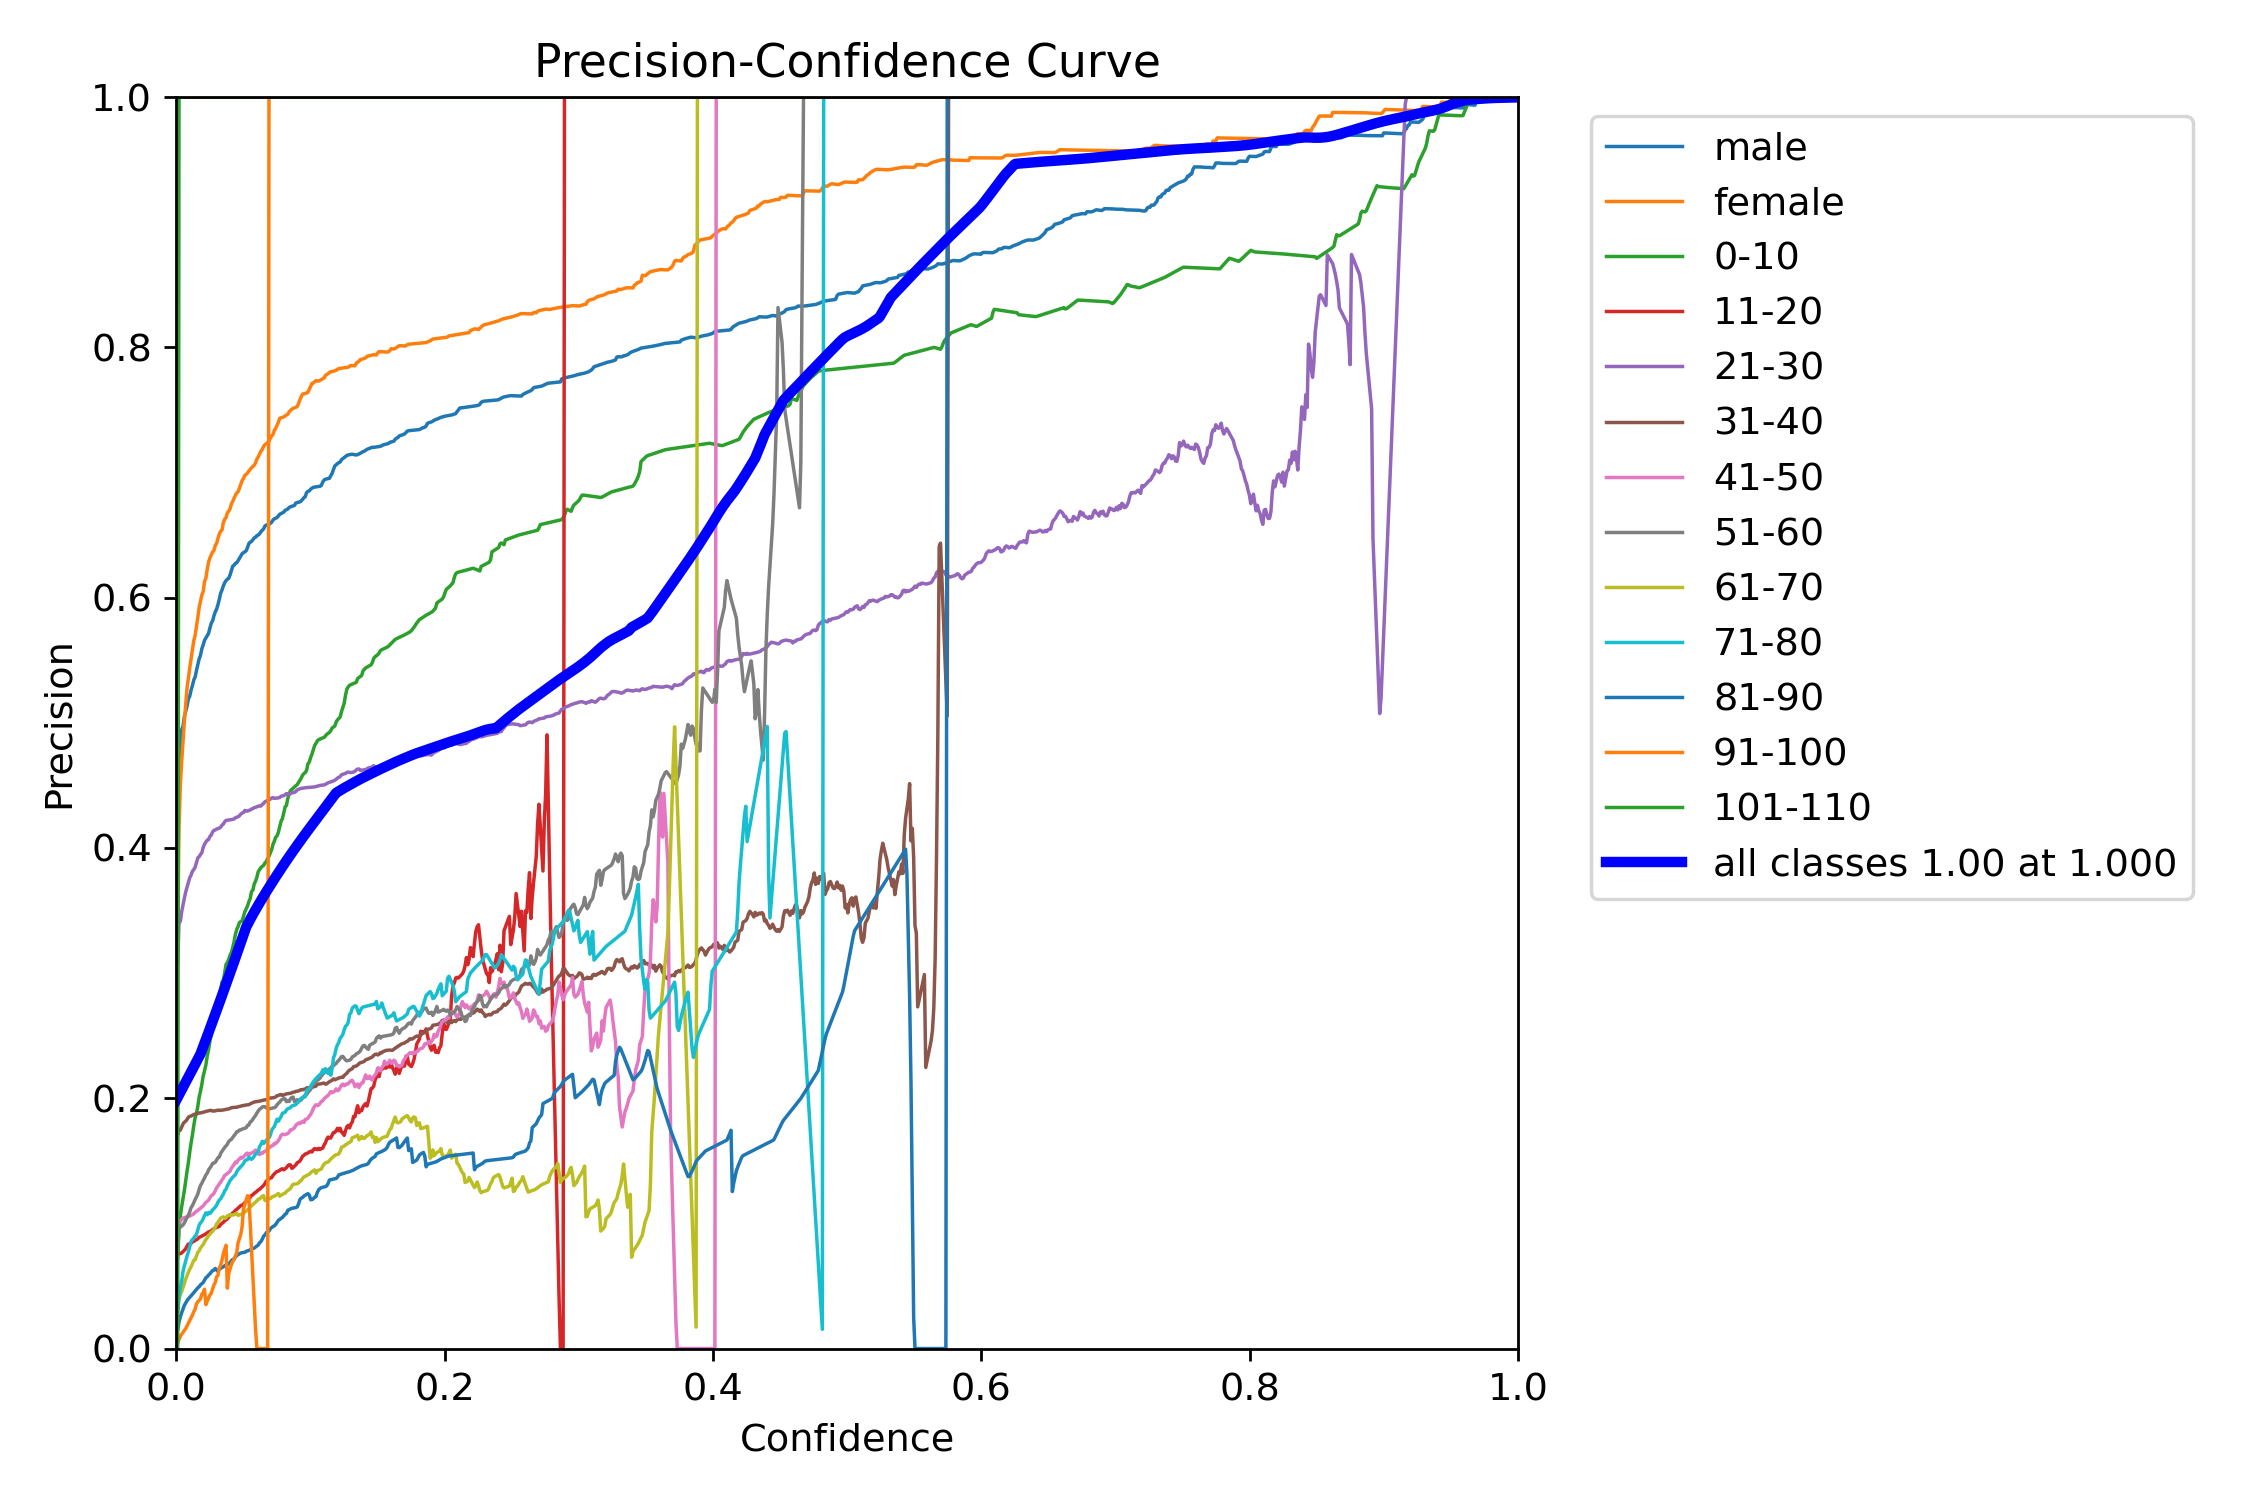 Precision-Confidence Curve
1.0
0.8
0.6
0.4
0.2
0.0
Precision
0.0 0.2 0.4 0.6 0.8 1.0
Confidence
male
female
0-10
11-20
21-30
31-40
41-50
51-60
61-70
71-80
81-90
91-100
101-110
all classes 1.00 at 1.000